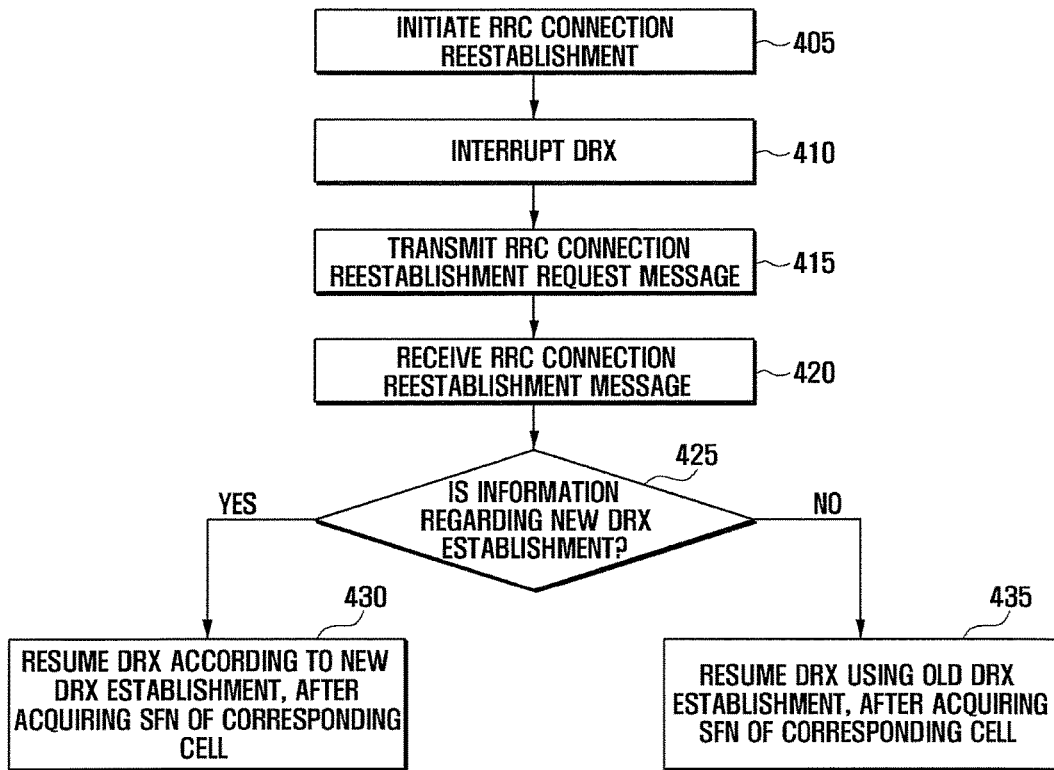 INITIATE RRC CONNECTION
REESTABLISHMENT
405
INTERRUPT DRX
410
TRANSMIT RRC CONNECTION
REESTABLISHMENT REQUEST MESSAGE
415
RECEIVE RRC CONNECTION
REESTABLISHMENT MESSAGE
420
425
IS INFORMATION
REGARDING NEW DRX
ESTABLISHMENT?
YES
NO
430
RESUME DRX ACCORDING TO NEW
DRX ESTABLISHMENT, AFTER
ACQUIRING SFN OF CORRESPONDING
CELL
435
RESUME DRX USING OLD DRX
ESTABLISHMENT, AFTER ACQUIRING
SFN OF CORRESPONDING CELL